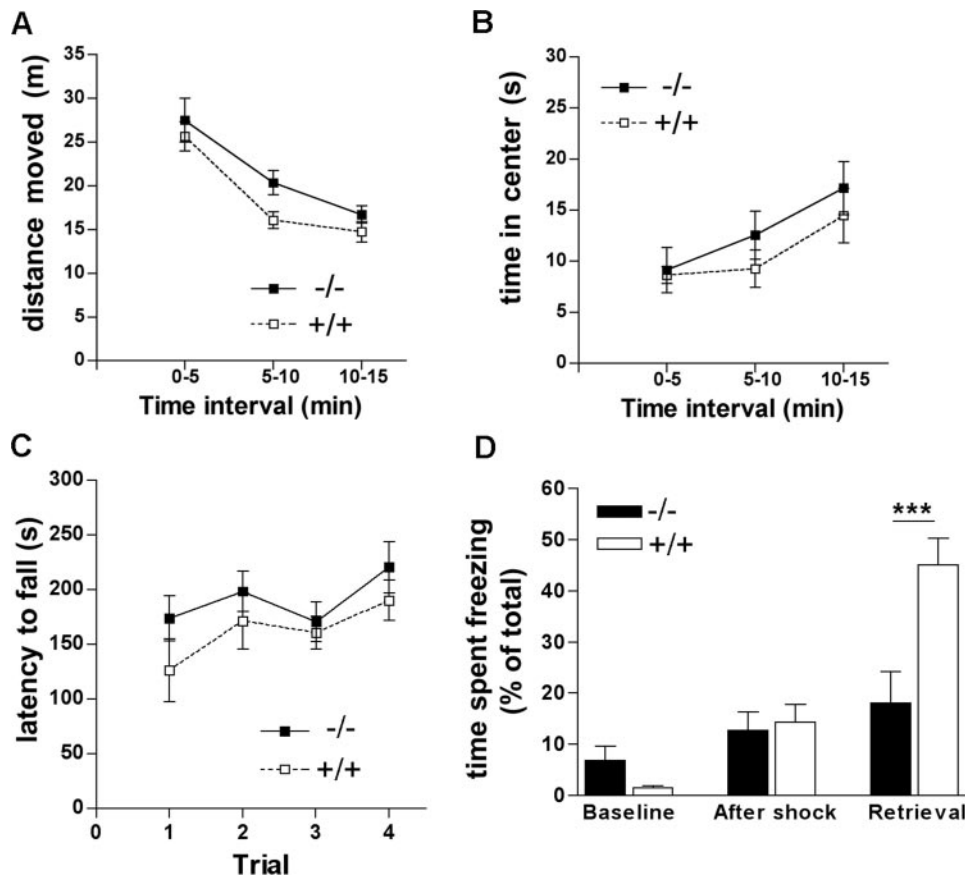 A
distance moved (m)
35
30
25
20
15
10
5
0
-/-
+/+
0-5 5-10 10-15
Time interval (min)
B
time in center (s)
30
25
20
15
10
5
0
-/-
+/+
0-5 5-10 10-15
Time interval (min)
C
latency to fall (s)
300
250
200
150
100
50
0
-/-
+/+
0 1 2 3 4
Trial
D
time spent freezing
(% of total)
60
50
40
30
20
10
0
-/-
+/+
***
Baseline After shock Retrieval